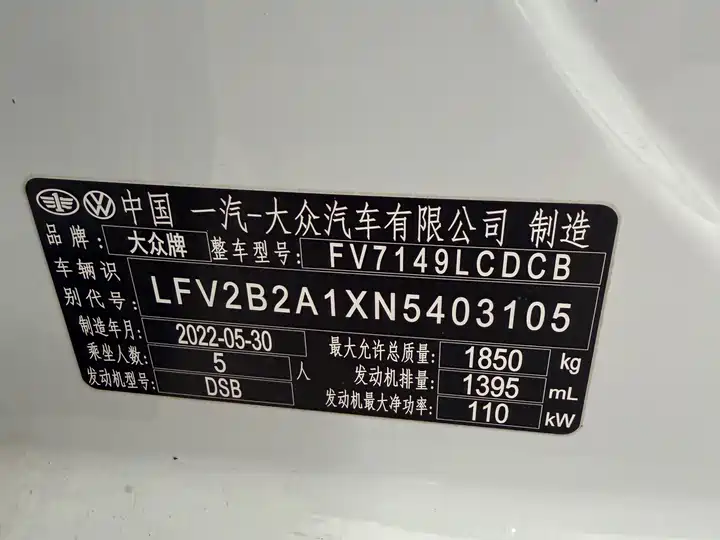 中国 一汽-大众汽车有限公司 制造
品牌: 大众牌 整车型号: FV7149LCDCB
车辆识别代号: LFV2B2A1XN5403105
制造年月: 2022-05-30 最大允许总质量: 1850 kg
乘坐人数: 5 人 发动机排量: 1395 mL
发动机型号: DSB 发动机最大净功率: 110 kW